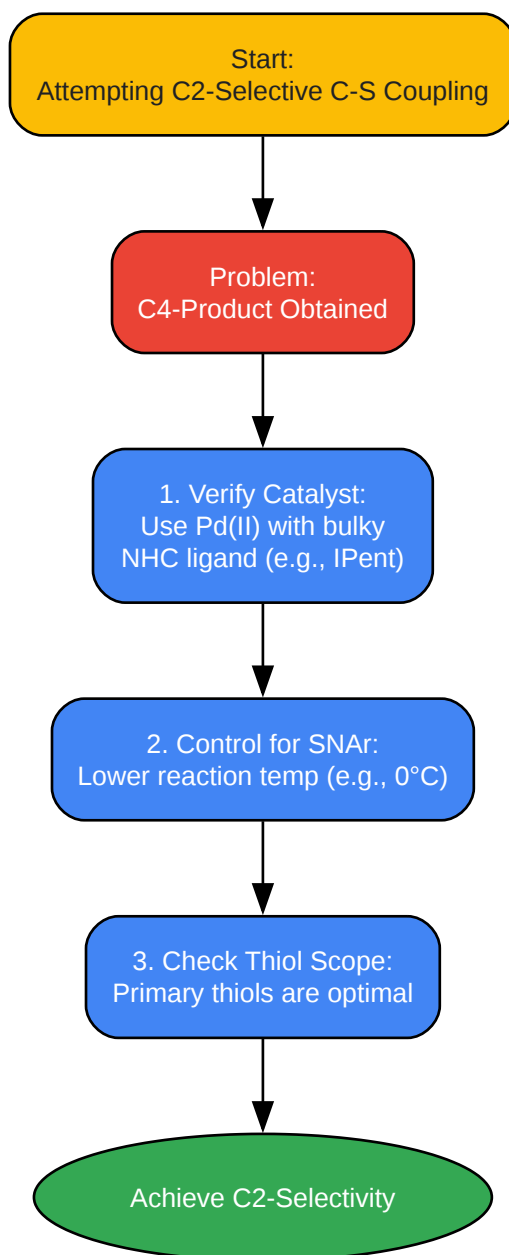 Start:
Attempting C2-Selective C-S Coupling
Problem:
C4-Product Obtained
1. Verify Catalyst:
Use Pd(II) with bulky
NHC ligand (e.g., IPent)
2. Control for SNAr:
Lower reaction temp (e.g., 0°C)
3. Check Thiol Scope:
Primary thiols are optimal
Achieve C2-Selectivity